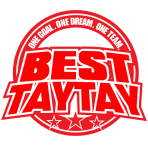 ONE GOAL. ONE DREAM. ONE TEAM.
BEST
TAYTAY